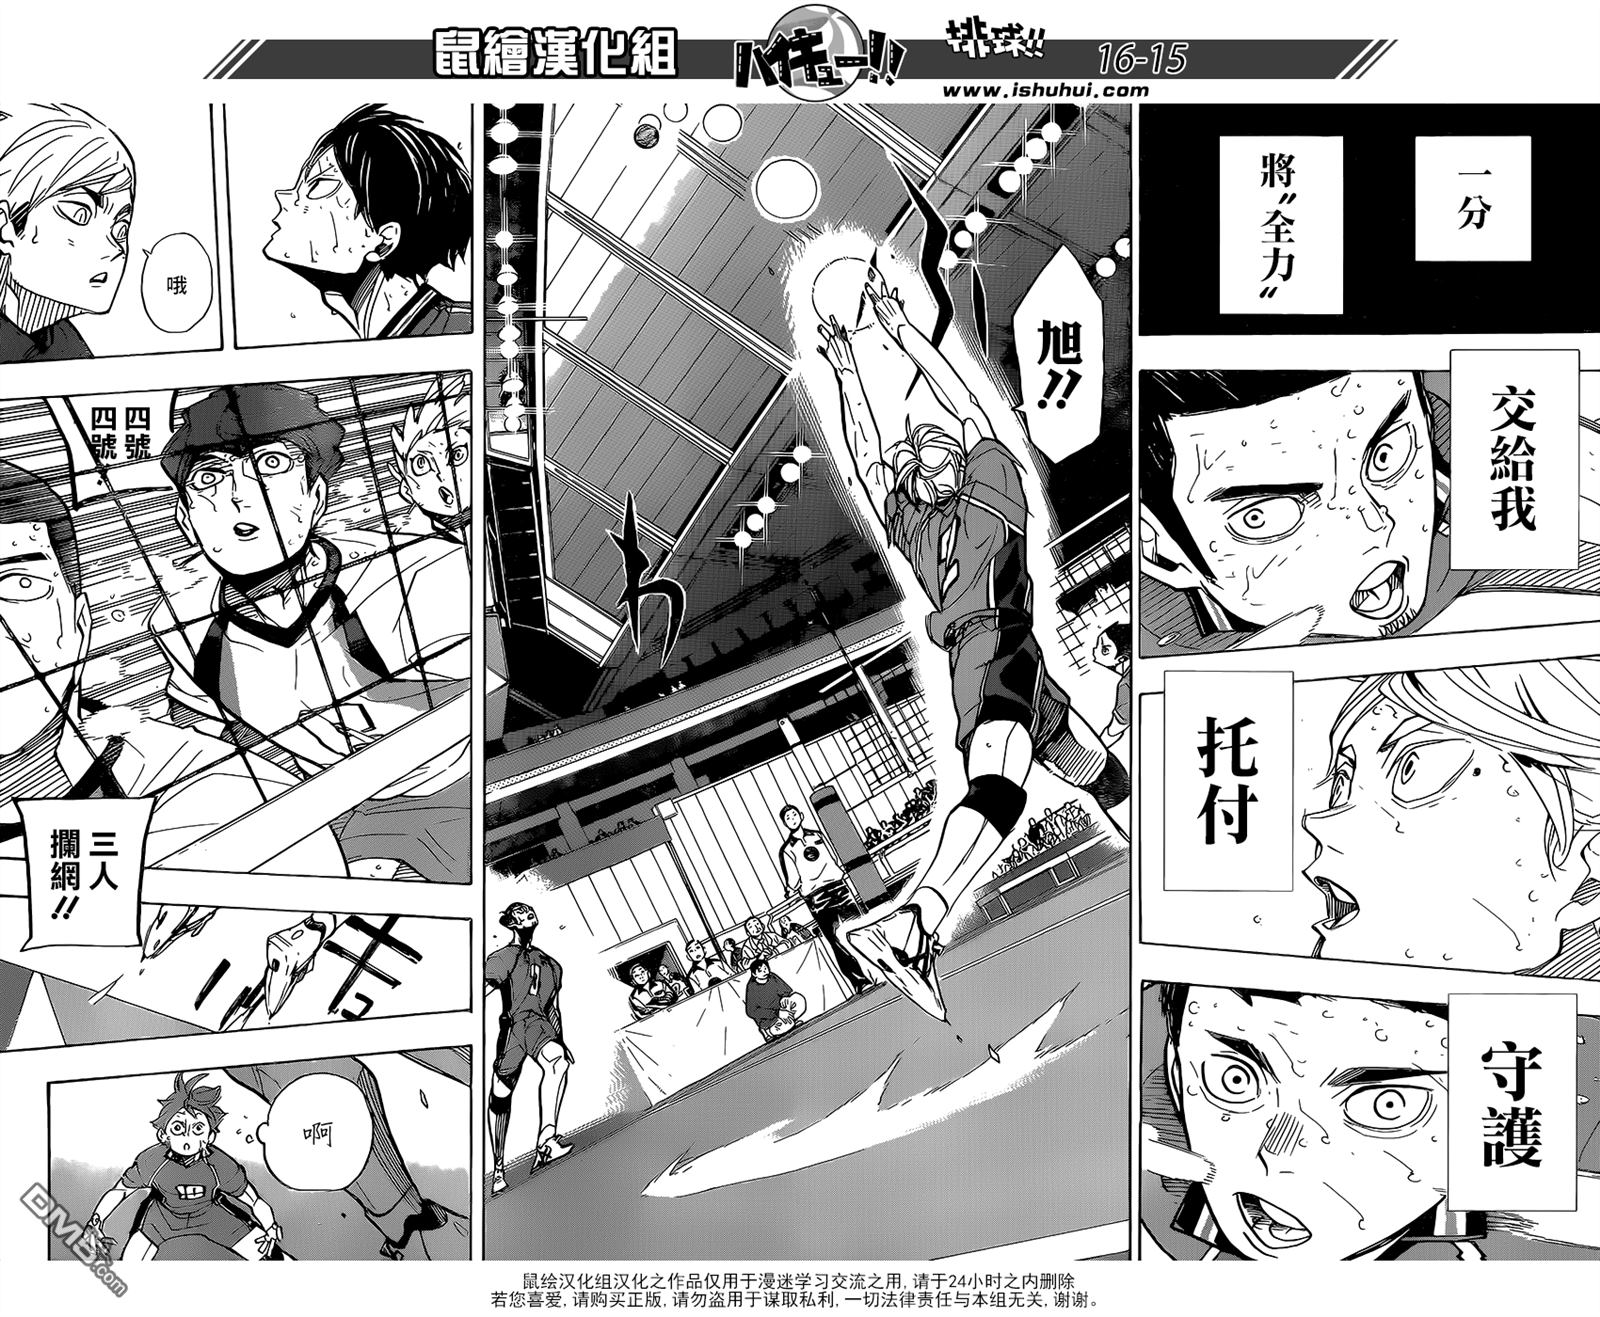 鼠繪漢化組
ハイキュー!!
排球!!
16-15
www.ishuhui.com
一分
將〝全力〟
交給我
托付
守護
旭!!
哦
四號
四號
三人
攔網!!
啊
10
DM5.com
鼠绘汉化组汉化之作品仅用于漫迷学习交流之用,请于24小时之内删除
若您喜爱,请购买正版,请勿盗用于谋取私利,一切法律责任与本组无关,谢谢。